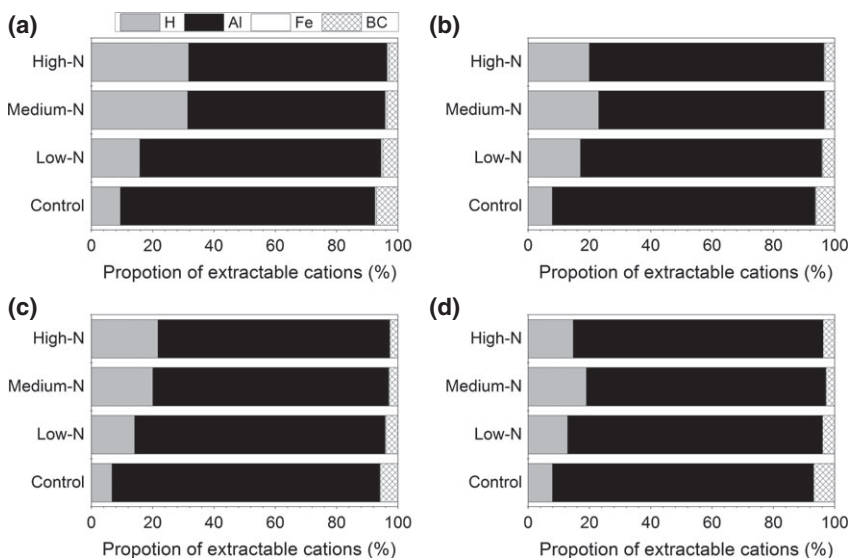 (a)
H Al Fe BC
High-N
Medium-N
Low-N
Control
0 20 40 60 80 100
Propotion of extractable cations (%)
(b)
High-N
Medium-N
Low-N
Control
0 20 40 60 80 100
Propotion of extractable cations (%)
(c)
High-N
Medium-N
Low-N
Control
0 20 40 60 80 100
Propotion of extractable cations (%)
(d)
High-N
Medium-N
Low-N
Control
0 20 40 60 80 100
Propotion of extractable cations (%)